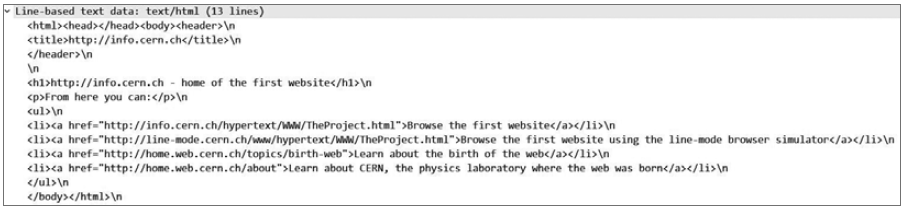 Line-based text data: text/html (13 lines)
<html><head></head><body><header>\n
<title>http://info.cern.ch</title>\n
</header>\n
\n
<h1>http://info.cern.ch - home of the first website</h1>\n
<p>From here you can:</p>\n
<ul>\n
<li><a href="http://info.cern.ch/hypertext/WWW/TheProject.html">Browse the first website</a></li>\n
<li><a href="http://line-mode.cern.ch/www/hypertext/WWW/TheProject.html">Browse the first website using the line-mode browser simulator</a></li>\n
<li><a href="http://home.web.cern.ch/topics/birth-web">Learn about the birth of the web</a></li>\n
<li><a href="http://home.web.cern.ch/about">Learn about CERN, the physics laboratory where the web was born</a></li>\n
</ul>\n
</body></html>\n